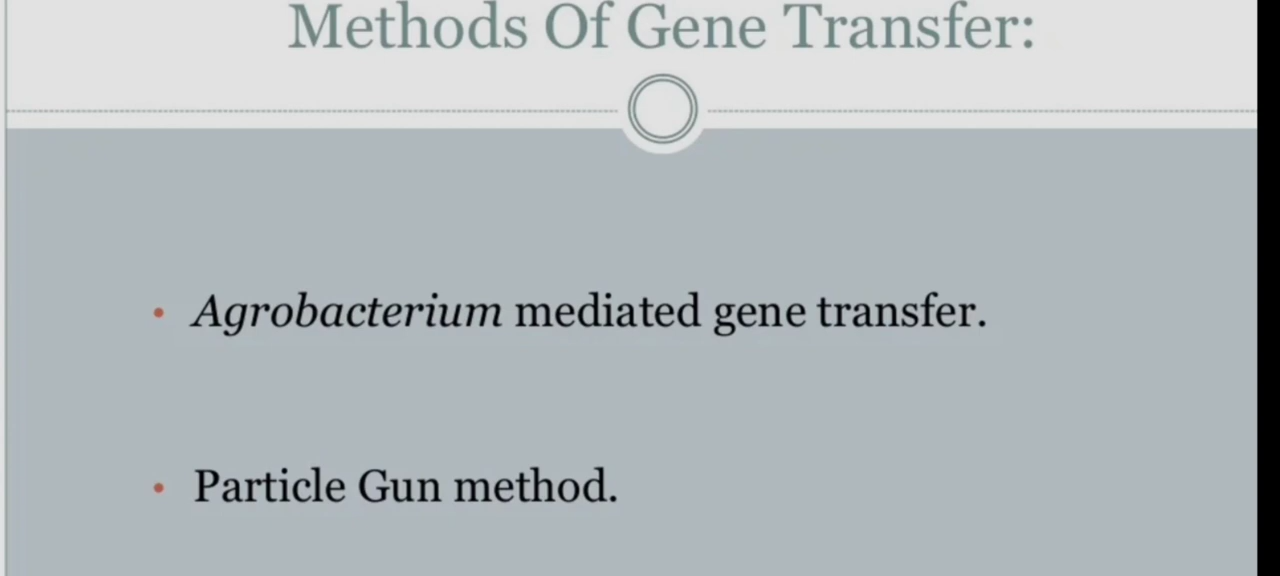 Methods Of Gene Transfer:
• Agrobacterium mediated gene transfer.
• Particle Gun method.